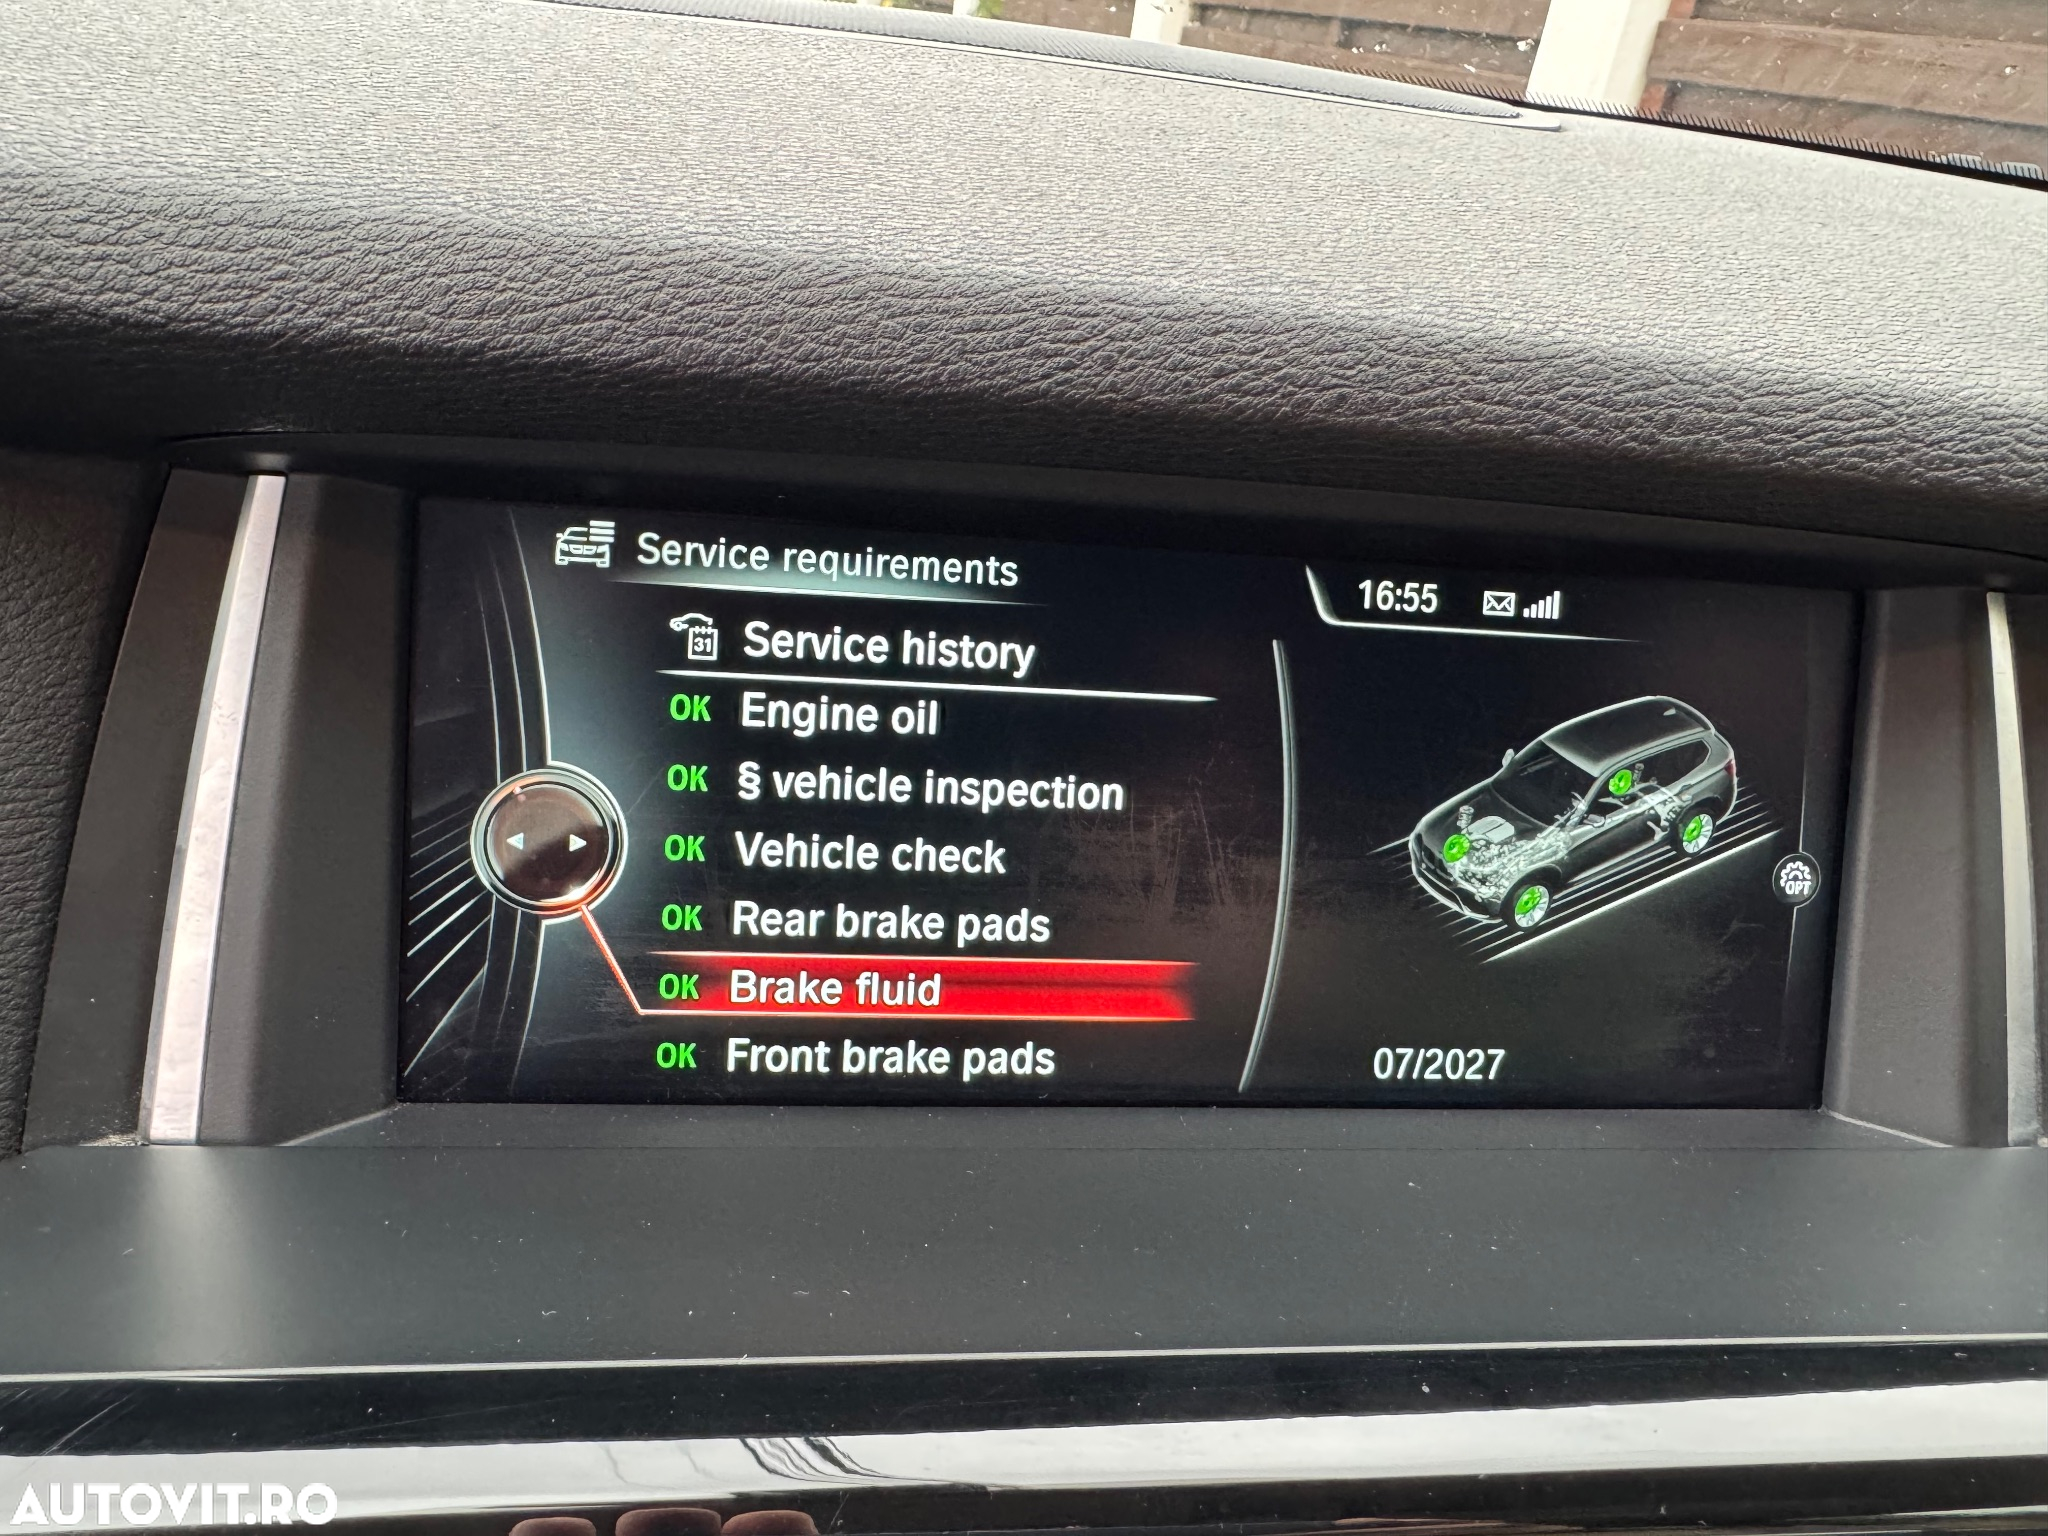 Service requirements
16:55
31 Service history
OK Engine oil
OK § vehicle inspection
OK Vehicle check
OK Rear brake pads
OK Brake fluid
OK Front brake pads
OPT
07/2027
AUTOVIT.RO